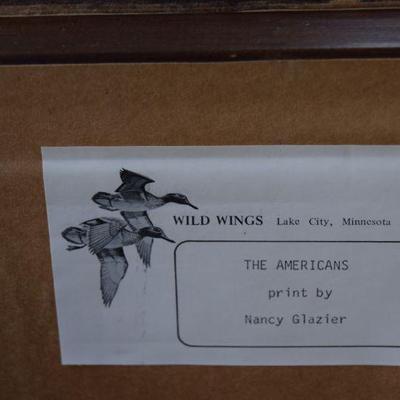 WILD WINGS Lake City, Minnesota
THE AMERICANS
print by
Nancy Glazier